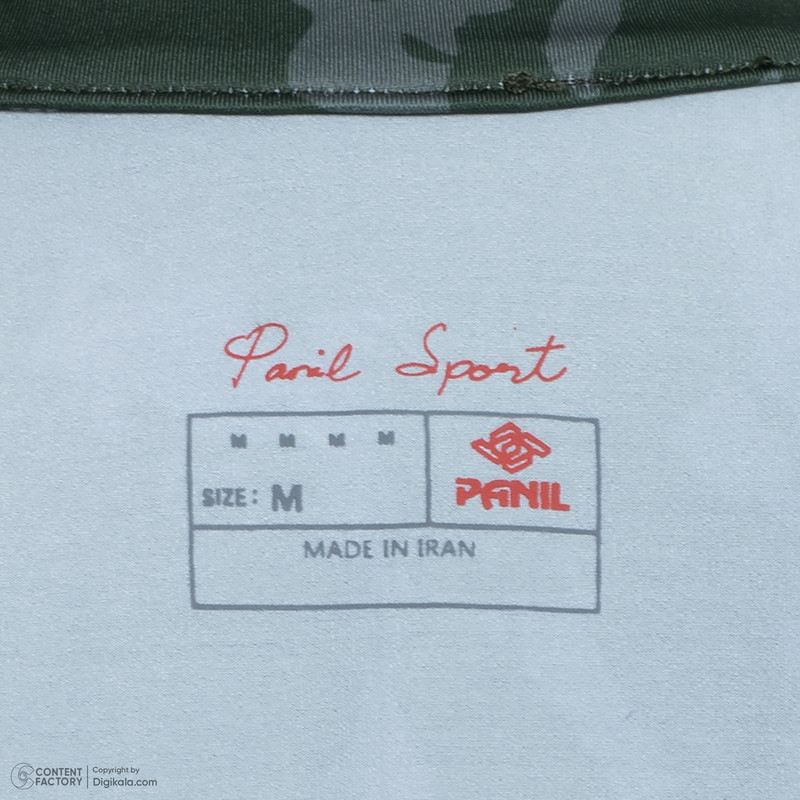 Panil Sport
M M M M
SIZE: M
PANIL
MADE IN IRAN
CONTENT FACTORY
Copyright by
Digikala.com